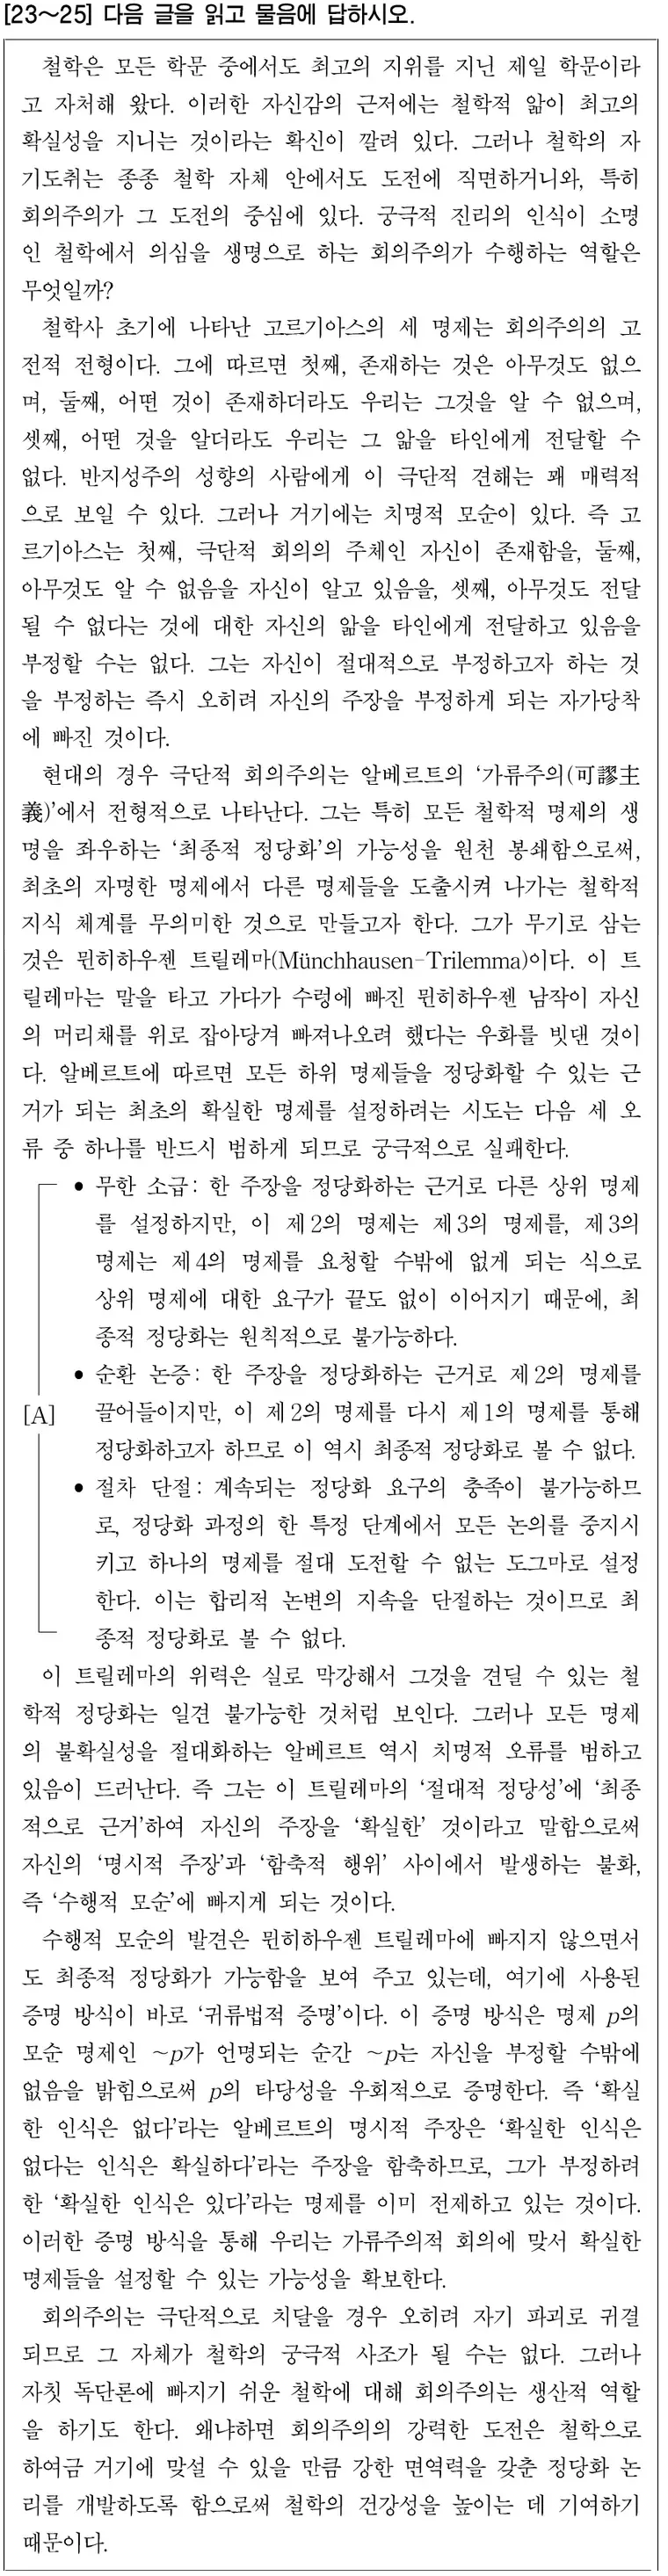 [23～25] 다음 글을 읽고 물음에 답하시오.
철학은 모든 학문 중에서도 최고의 지위를 지닌 제일 학문이라
고 자처해 왔다. 이러한 자신감의 근저에는 철학적 앎이 최고의
확실성을 지니는 것이라는 확신이 깔려 있다. 그러나 철학의 자
기도취는 종종 철학 자체 안에서도 도전에 직면하거니와, 특히
회의주의가 그 도전의 중심에 있다. 궁극적 진리의 인식이 소명
인 철학에서 의심을 생명으로 하는 회의주의가 수행하는 역할은
무엇일까?
철학사 초기에 나타난 고르기아스의 세 명제는 회의주의의 고
전적 전형이다. 그에 따르면 첫째, 존재하는 것은 아무것도 없으
며, 둘째, 어떤 것이 존재하더라도 우리는 그것을 알 수 없으며,
셋째, 어떤 것을 알더라도 우리는 그 앎을 타인에게 전달할 수
없다. 반지성주의 성향의 사람에게 이 극단적 견해는 꽤 매력적
으로 보일 수 있다. 그러나 거기에는 치명적 모순이 있다. 즉 고
르기아스는 첫째, 극단적 회의의 주체인 자신이 존재함을, 둘째,
아무것도 알 수 없음을 자신이 알고 있음을, 셋째, 아무것도 전달
될 수 없다는 것에 대한 자신의 앎을 타인에게 전달하고 있음을
부정할 수는 없다. 그는 자신이 절대적으로 부정하고자 하는 것
을 부정하는 즉시 오히려 자신의 주장을 부정하게 되는 자가당착
에 빠진 것이다.
현대의 경우 극단적 회의주의는 알베르트의 ‘가류주의(可謬主
義)’에서 전형적으로 나타난다. 그는 특히 모든 철학적 명제의 생
명을 좌우하는 ‘최종적 정당화’의 가능성을 원천 봉쇄함으로써,
최초의 자명한 명제에서 다른 명제들을 도출시켜 나가는 철학적
지식 체계를 무의미한 것으로 만들고자 한다. 그가 무기로 삼는
것은 뮌히하우젠 트릴레마(Münchhausen-Trilemma)이다. 이 트
릴레마는 말을 타고 가다가 수렁에 빠진 뮌히하우젠 남작이 자신
의 머리채를 위로 잡아당겨 빠져나오려 했다는 우화를 빗댄 것이
다. 알베르트에 따르면 모든 하위 명제들을 정당화할 수 있는 근
거가 되는 최초의 확실한 명제를 설정하려는 시도는 다음 세 오
류 중 하나를 반드시 범하게 되므로 궁극적으로 실패한다.
● 무한 소급 : 한 주장을 정당화하는 근거로 다른 상위 명제
를 설정하지만, 이 제2의 명제는 제3의 명제를, 제3의
명제는 제4의 명제를 요청할 수밖에 없게 되는 식으로
상위 명제에 대한 요구가 끝도 없이 이어지기 때문에, 최
종적 정당화는 원칙적으로 불가능하다.
● 순환 논증 : 한 주장을 정당화하는 근거로 제2의 명제를
[A] 끌어들이지만, 이 제2의 명제를 다시 제1의 명제를 통해
정당화하고자 하므로 이 역시 최종적 정당화로 볼 수 없다.
● 절차 단절 : 계속되는 정당화 요구의 충족이 불가능하므
로, 정당화 과정의 한 특정 단계에서 모든 논의를 중지시
키고 하나의 명제를 절대 도전할 수 없는 도그마로 설정
한다. 이는 합리적 논변의 지속을 단절하는 것이므로 최
종적 정당화로 볼 수 없다.
이 트릴레마의 위력은 실로 막강해서 그것을 견딜 수 있는 철
학적 정당화는 일견 불가능한 것처럼 보인다. 그러나 모든 명제
의 불확실성을 절대화하는 알베르트 역시 치명적 오류를 범하고
있음이 드러난다. 즉 그는 이 트릴레마의 ‘절대적 정당성’에 ‘최종
적으로 근거’하여 자신의 주장을 ‘확실한’ 것이라고 말함으로써
자신의 ‘명시적 주장’과 ‘함축적 행위’ 사이에서 발생하는 불화,
즉 ‘수행적 모순’에 빠지게 되는 것이다.
수행적 모순의 발견은 뮌히하우젠 트릴레마에 빠지지 않으면서
도 최종적 정당화가 가능함을 보여 주고 있는데, 여기에 사용된
증명 방식이 바로 ‘귀류법적 증명’이다. 이 증명 방식은 명제 p의
모순 명제인 ~p가 언명되는 순간 ~p는 자신을 부정할 수밖에
없음을 밝힘으로써 p의 타당성을 우회적으로 증명한다. 즉 ‘확실
한 인식은 없다’라는 알베르트의 명시적 주장은 ‘확실한 인식은
없다는 인식은 확실하다’라는 주장을 함축하므로, 그가 부정하려
한 ‘확실한 인식은 있다’라는 명제를 이미 전제하고 있는 것이다.
이러한 증명 방식을 통해 우리는 가류주의적 회의에 맞서 확실한
명제들을 설정할 수 있는 가능성을 확보한다.
회의주의는 극단적으로 치달을 경우 오히려 자기 파괴로 귀결
되므로 그 자체가 철학의 궁극적 사조가 될 수는 없다. 그러나
자칫 독단론에 빠지기 쉬운 철학에 대해 회의주의는 생산적 역할
을 하기도 한다. 왜냐하면 회의주의의 강력한 도전은 철학으로
하여금 거기에 맞설 수 있을 만큼 강한 면역력을 갖춘 정당화 논
리를 개발하도록 함으로써 철학의 건강성을 높이는 데 기여하기
때문이다.